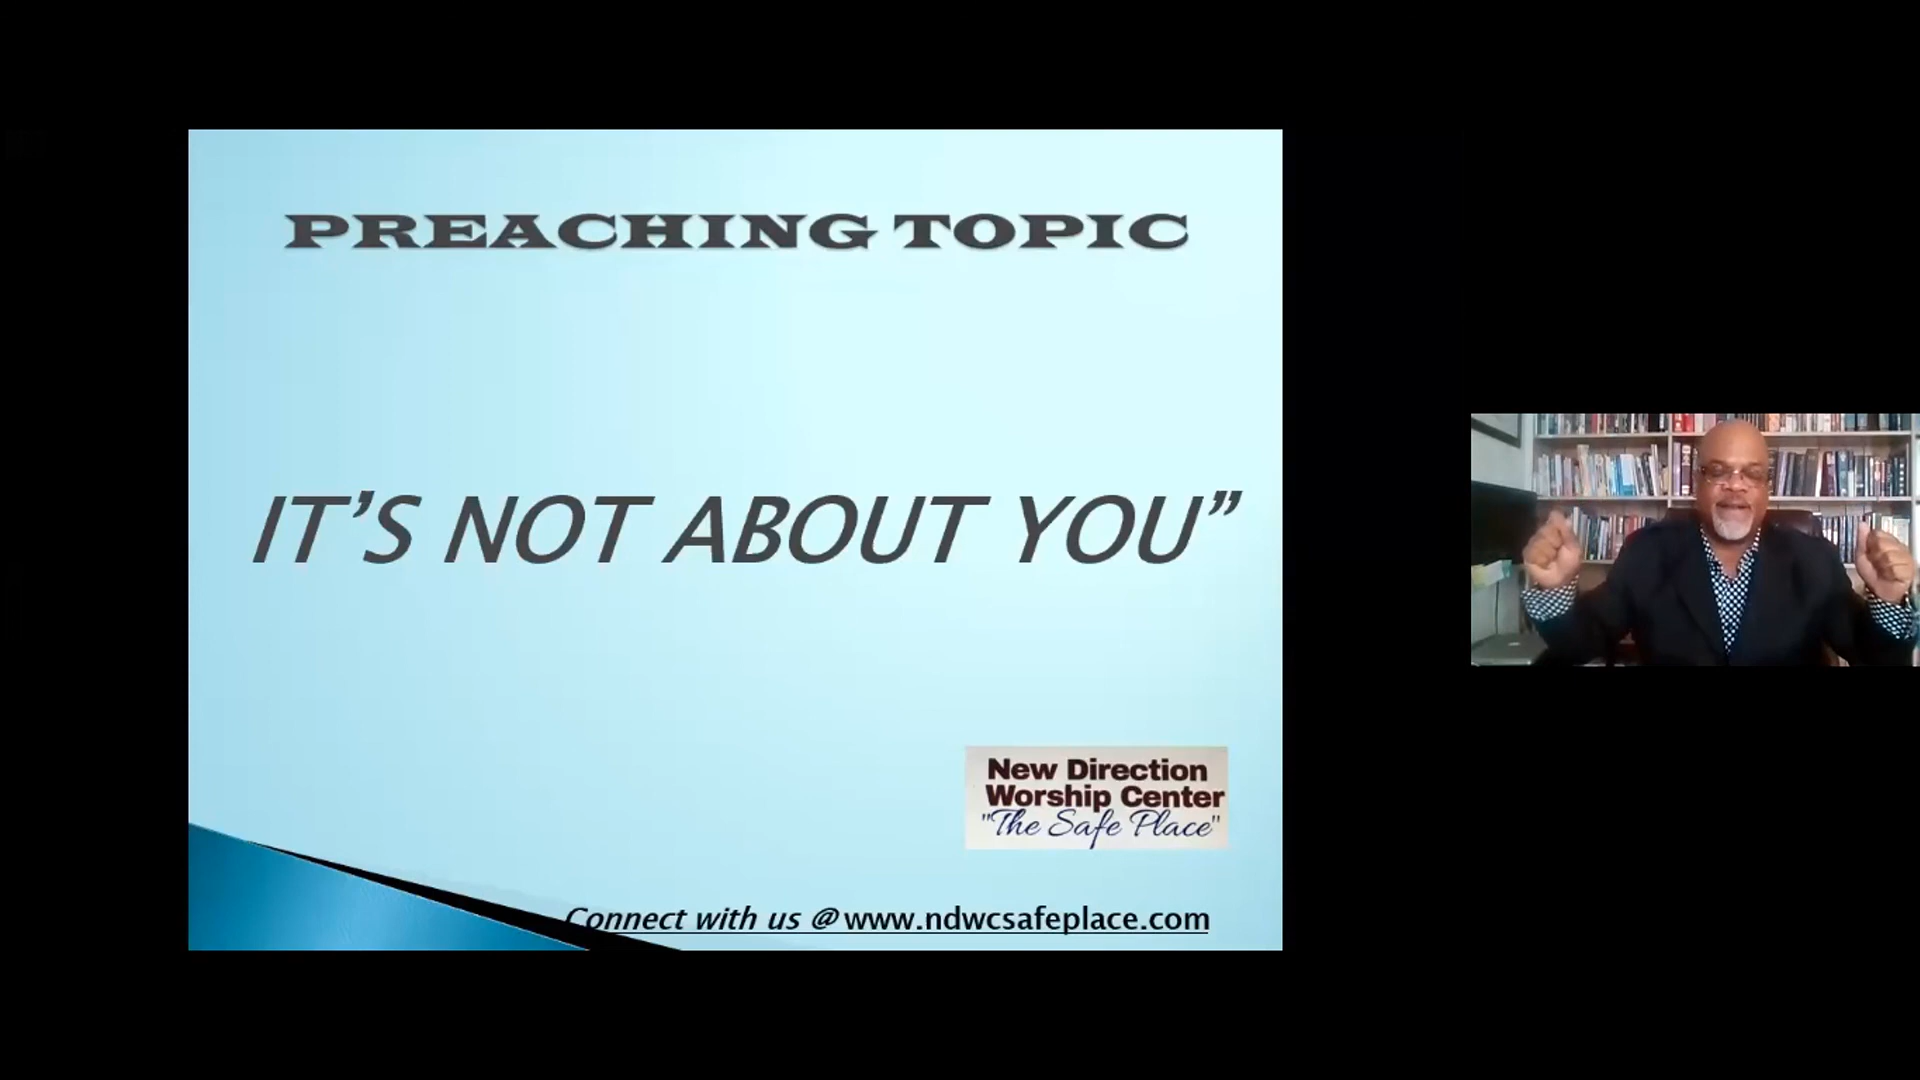 PREACHING TOPIC
IT’S NOT ABOUT YOU”
New Direction
Worship Center
"The Safe Place"
Connect with us @ www.ndwcsafeplace.com